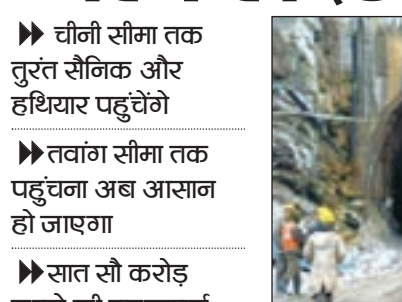 ▶▶ चीनी सीमा तक
तुरंत सैनिक और
हथियार पहुंचेंगे
▶▶ तवांग सीमा तक
पहुंचना अब आसान
हो जाएगा
▶▶ सात सौ करोड़